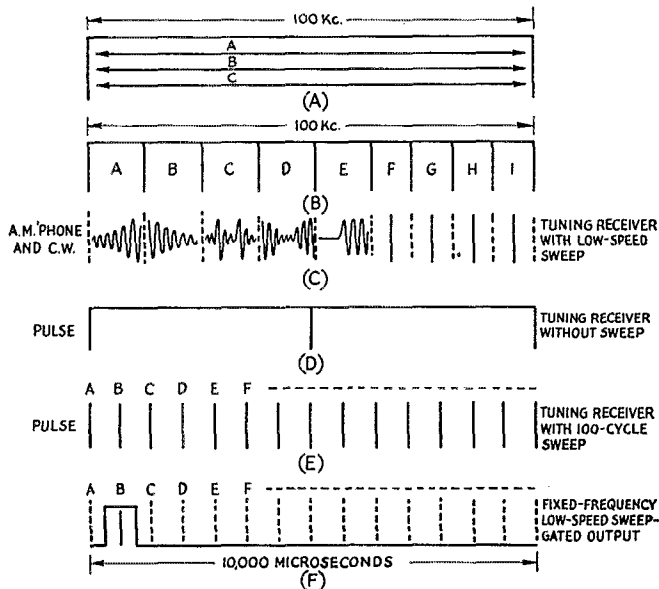 100 Kc.
A
B
C
(A)
100 Kc.
A B C D E F G H I
(B)
A.M. 'PHONE
AND C.W.
TUNING RECEIVER
WITH LOW-SPEED
SWEEP
(C)
PULSE
TUNING RECEIVER
WITHOUT SWEEP
(D)
A B C D E F
PULSE
TUNING RECEIVER
WITH 100-CYCLE
SWEEP
(E)
A B C D E F
FIXED-FREQUENCY
LOW-SPEED SWEEP-
GATED OUTPUT
10,000 MICROSECONDS
(F)